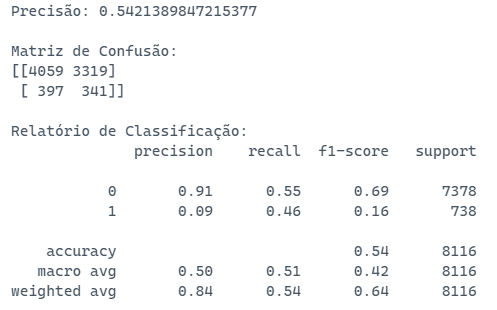 Precisão: 0.5421389847215377
Matriz de Confusão:
[[4059 3319]
[ 397 341]]
Relatório de Classificação:
precision recall f1-score support
0 0.91 0.55 0.69 7378
1 0.09 0.46 0.16 738
accuracy 0.54 8116
macro avg 0.50 0.51 0.42 8116
weighted avg 0.84 0.54 0.64 8116